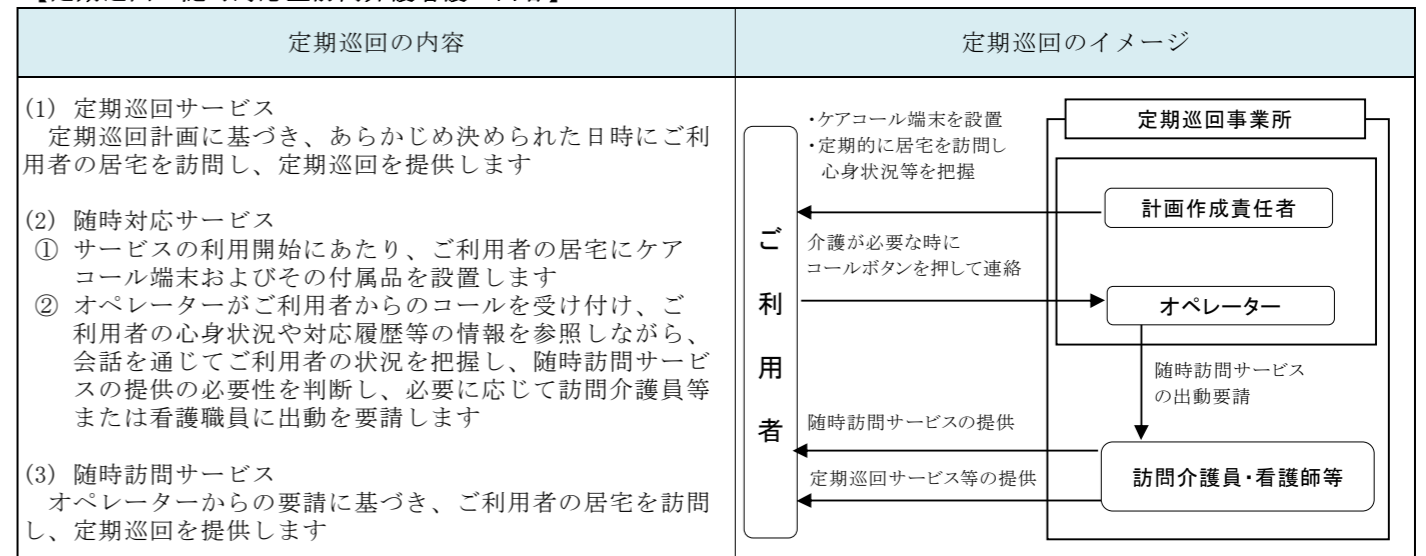 定期巡回の内容
定期巡回のイメージ
(1) 定期巡回サービス
定期巡回計画に基づき、あらかじめ決められた日時にご利
用者の居宅を訪問し、定期巡回を提供します
(2) 随時対応サービス
① サービスの利用開始にあたり、ご利用者の居宅にケア
コール端末およびその付属品を設置します
② オペレーターがご利用者からのコールを受け付け、ご
利用者の心身状況や対応履歴等の情報を参照しながら、
会話を通じてご利用者の状況を把握し、随時訪問サービ
スの提供の必要性を判断し、必要に応じて訪問介護員等
または看護職員に出動を要請します
(3) 随時訪問サービス
オペレーターからの要請に基づき、ご利用者の居宅を訪問
し、定期巡回を提供します
ご利用者
・ケアコール端末を設置
・定期的に居宅を訪問し
心身状況等を把握
介護が必要な時に
コールボタンを押して連絡
随時訪問サービスの提供
定期巡回サービス等の提供
定期巡回事業所
計画作成責任者
オペレーター
随時訪問サービス
の出動要請
訪問介護員・看護師等